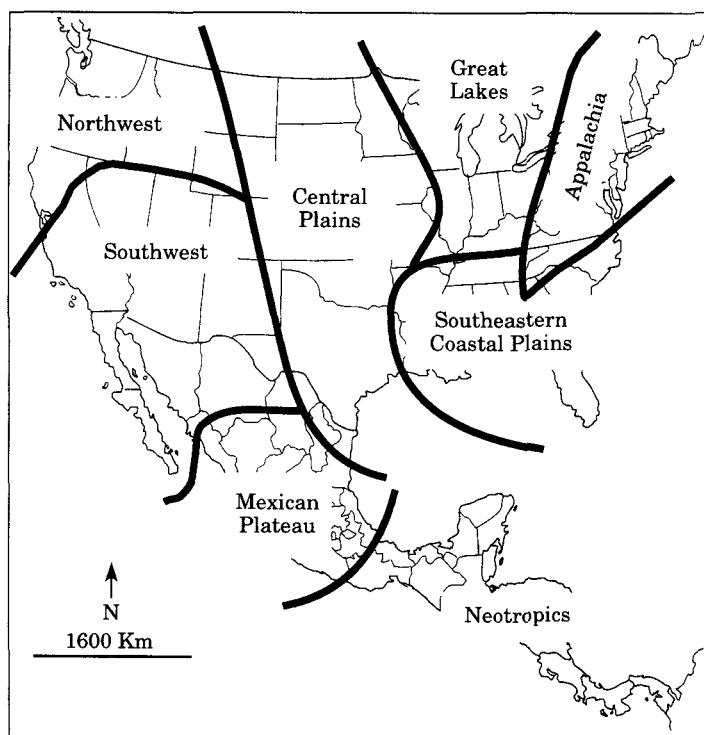 Great
Lakes
Northwest
Appalachia
Central
Plains
Southwest
Southeastern
Coastal Plains
Mexican
Plateau
N
1600 Km
Neotropics